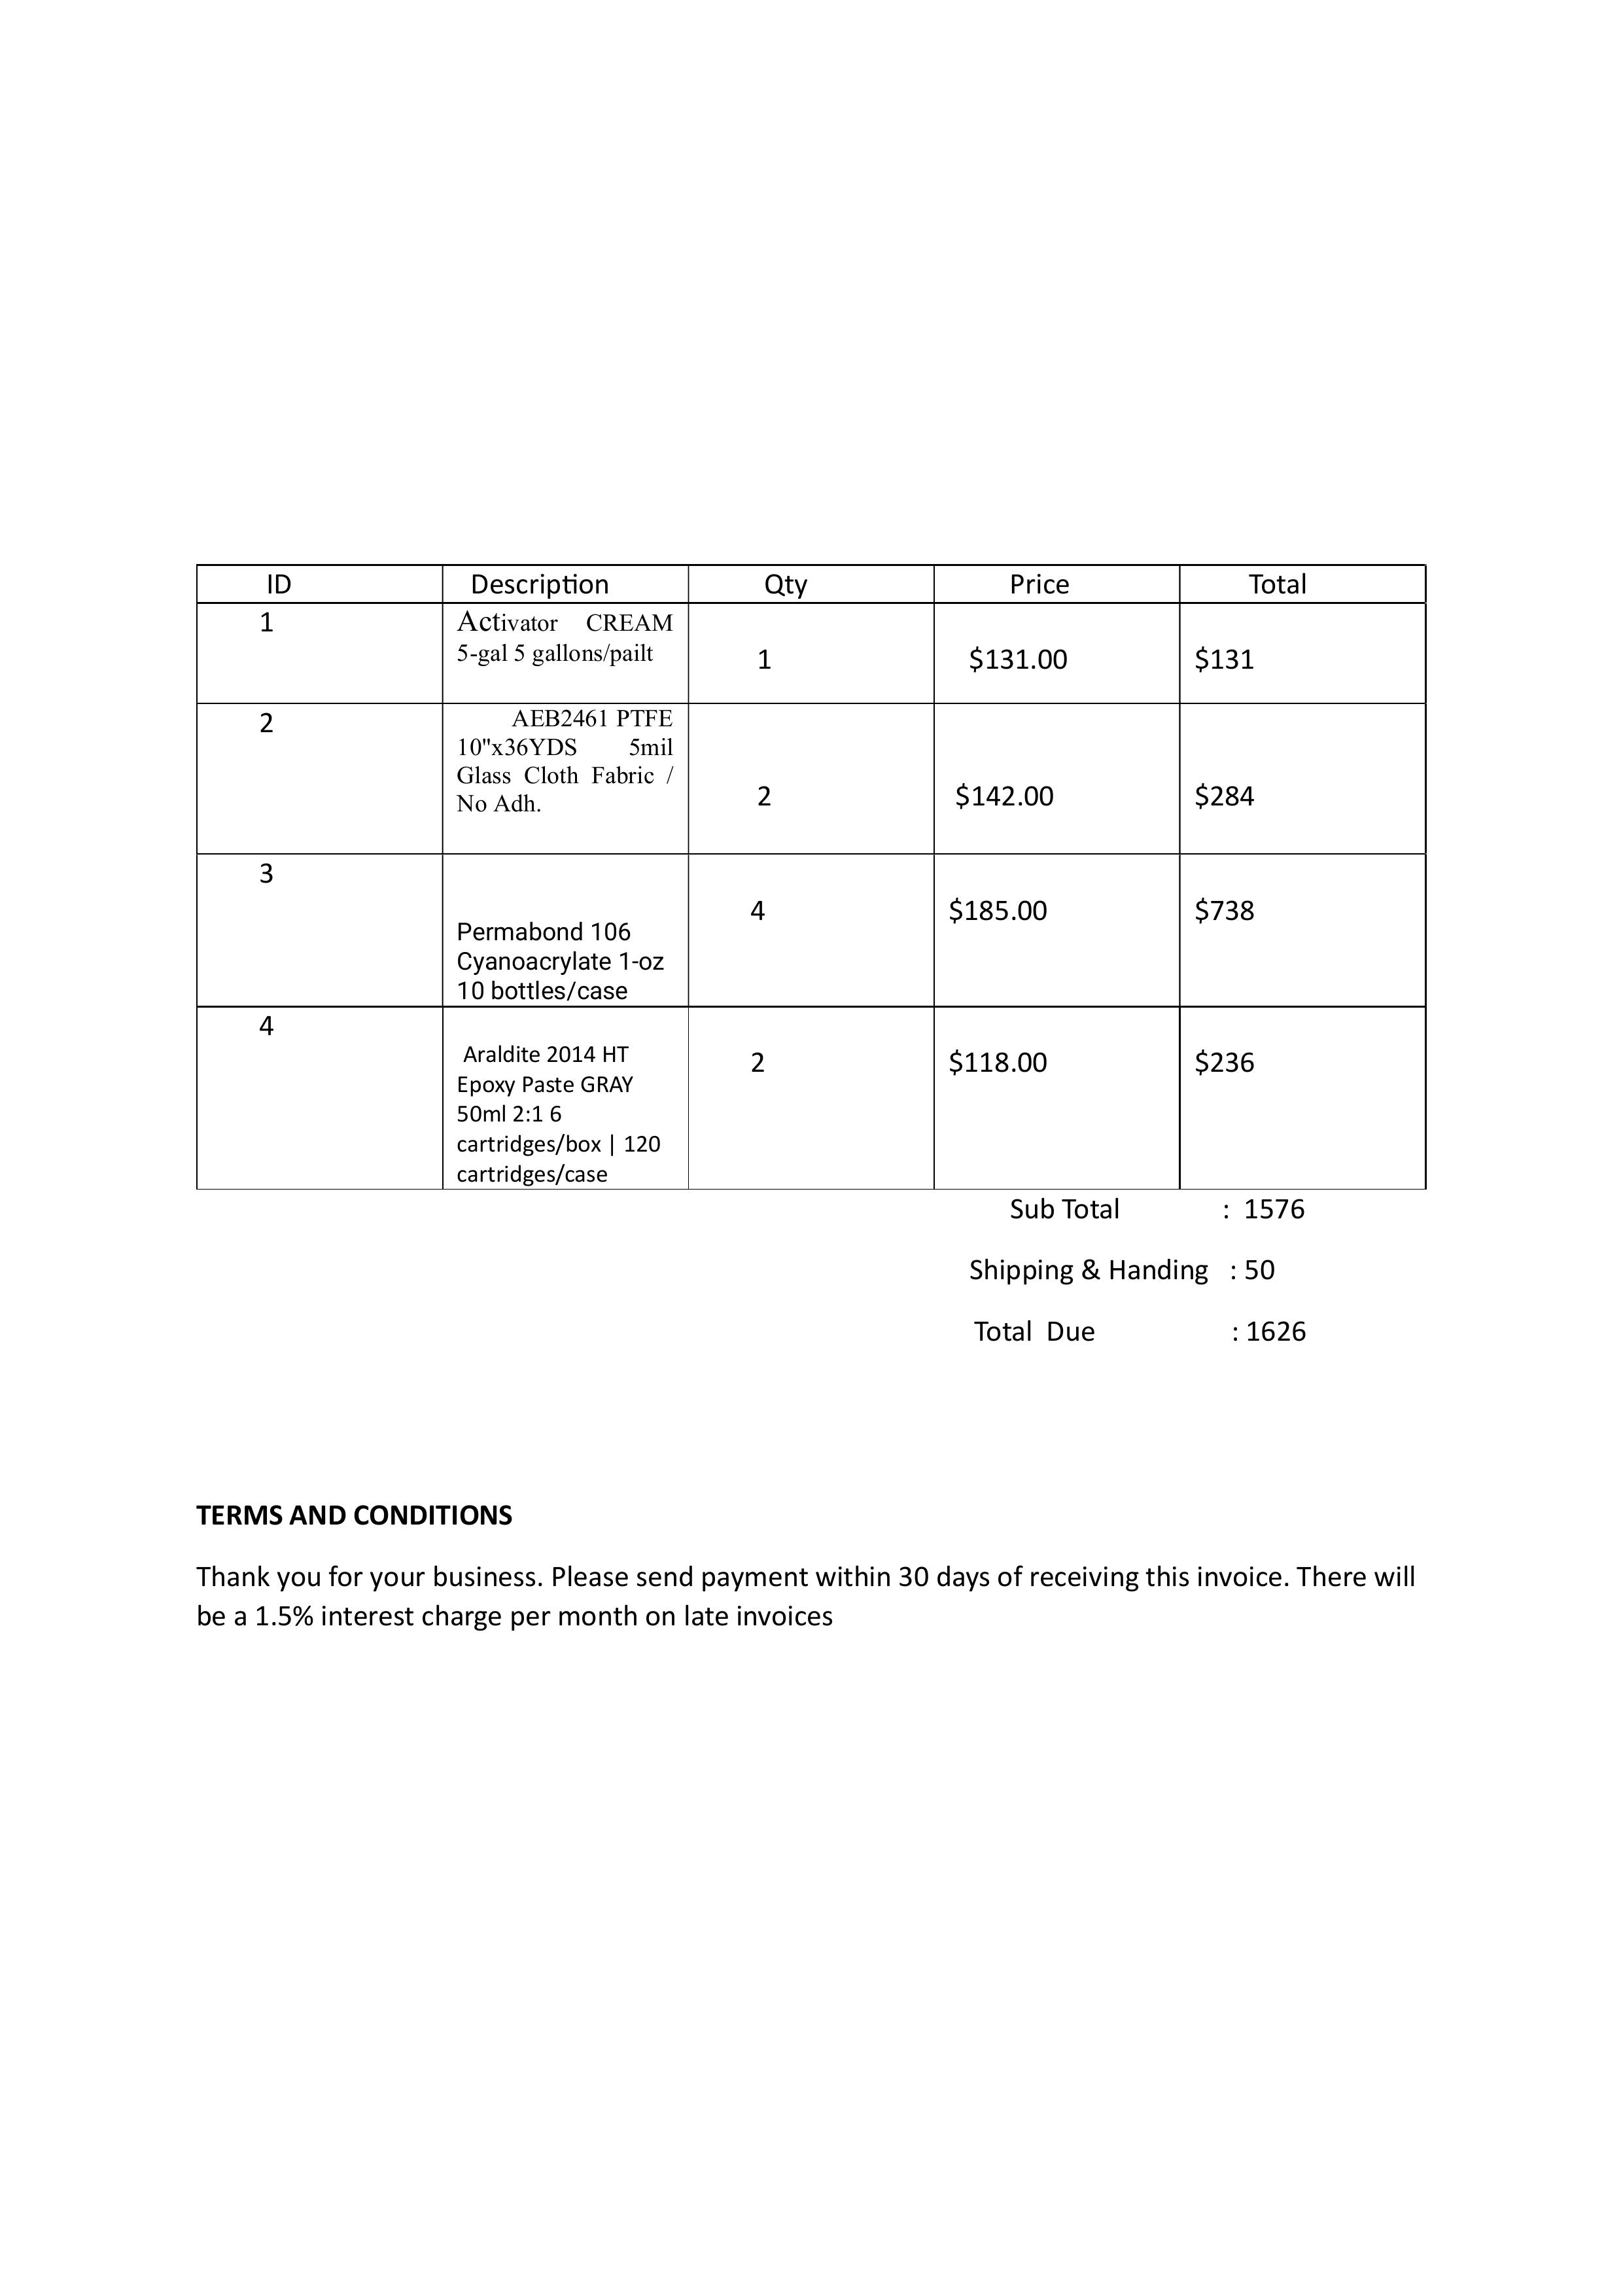 ID Description Qty Price Total
1 Activator CREAM
5-gal 5 gallons/pailt
1 $131.00 $131
2 AEB2461 PTFE
10"x36YDS 5mil
Glass Cloth Fabric /
No Adh.
2 $142.00 $284
3
4 $185.00 $738
Permabond 106
Cyanoacrylate 1-oz
10 bottles/case
4
Araldite 2014 HT
2 $118.00 $236
Epoxy Paste GRAY
50ml 2:1 6
cartridges/box | 120
cartridges/case
Sub Total : 1576
Shipping & Handing : 50
Total Due : 1626
TERMS AND CONDITIONS
Thank you for your business. Please send payment within 30 days of receiving this invoice. There will
be a 1.5% interest charge per month on late invoices